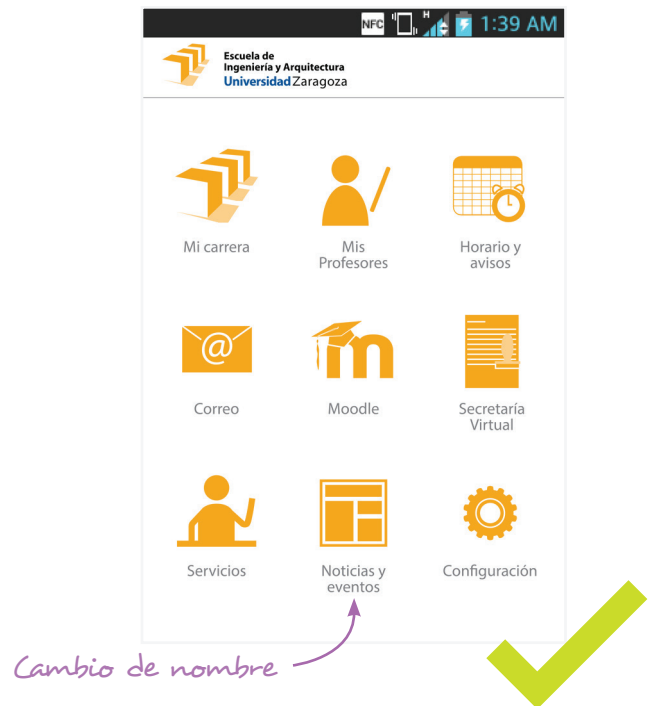 NFC H 1:39 AM
Escuela de
Ingeniería y Arquitectura
Universidad Zaragoza
Mi carrera
Mis
Profesores
Horario y
avisos
@
m
Correo
Moodle
Secretaría
Virtual
Servicios
Noticias y
eventos
Configuración
Cambio de nombre